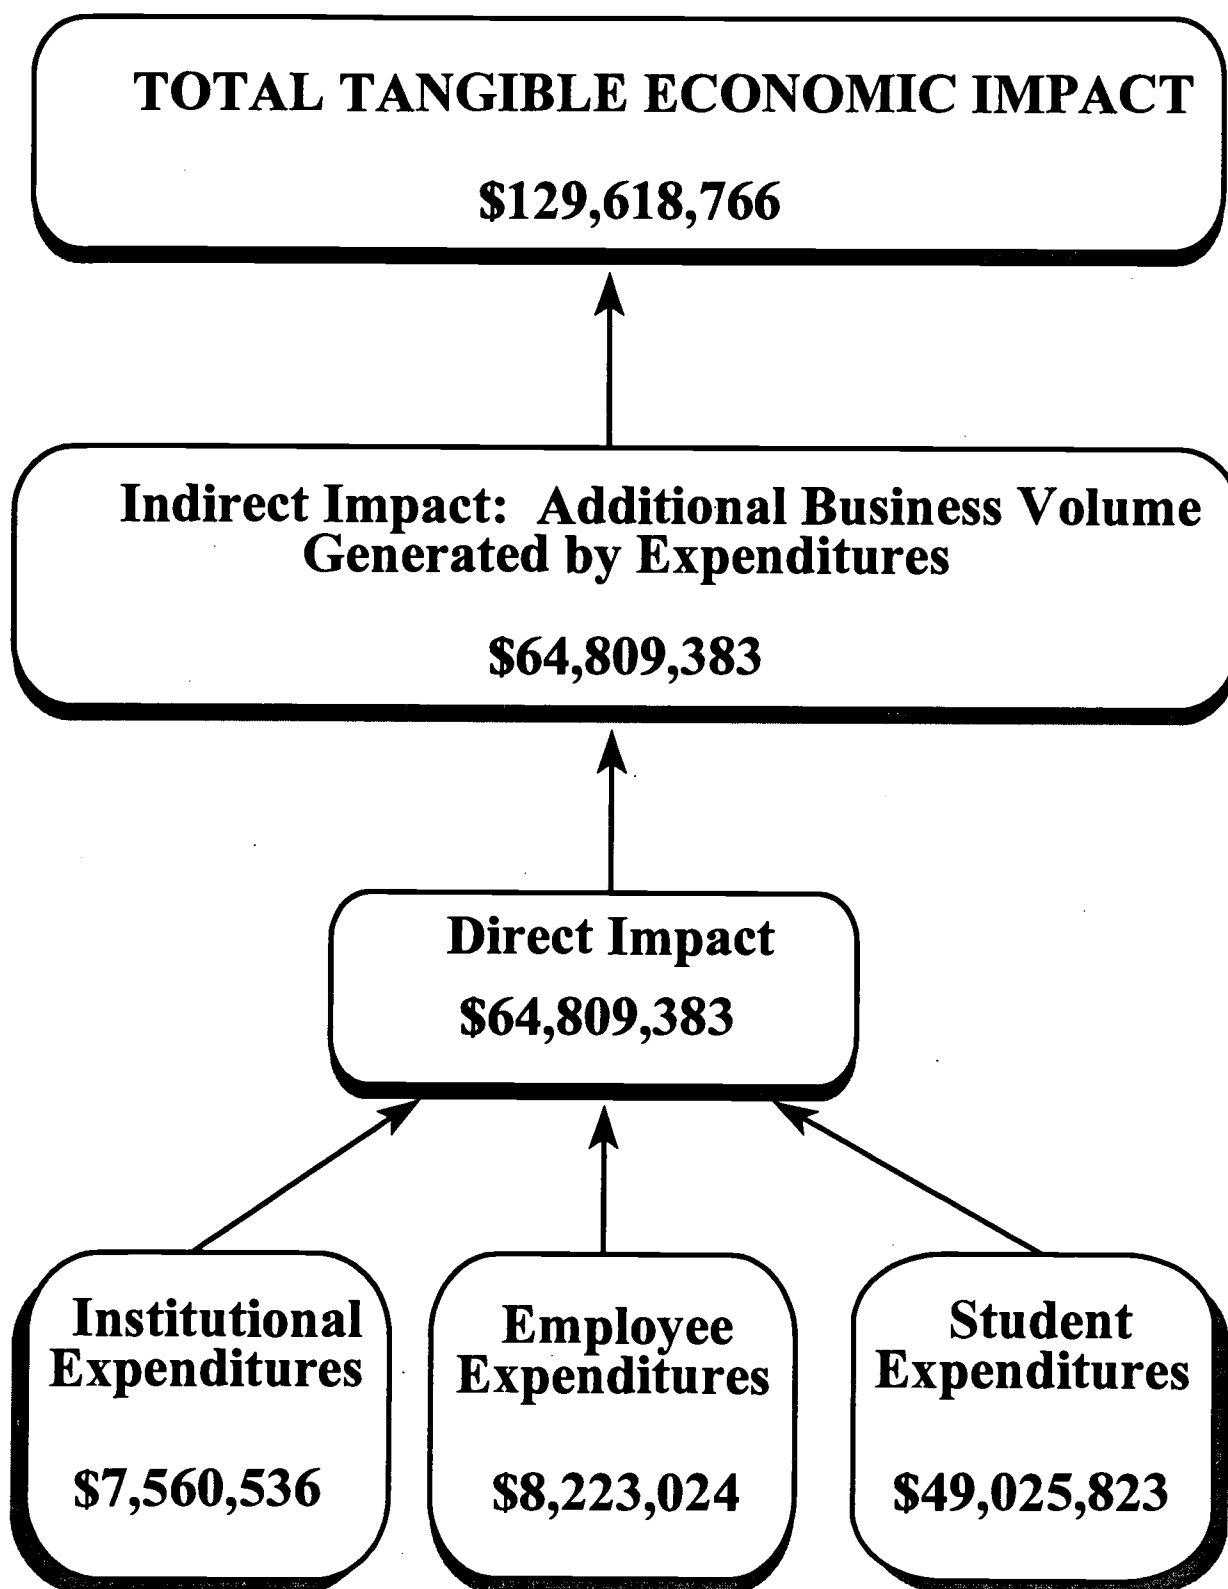 TOTAL TANGIBLE ECONOMIC IMPACT
$129,618,766
Indirect Impact: Additional Business Volume
Generated by Expenditures
$64,809,383
Direct Impact
$64,809,383
Institutional
Expenditures
$7,560,536
Employee
Expenditures
$8,223,024
Student
Expenditures
$49,025,823